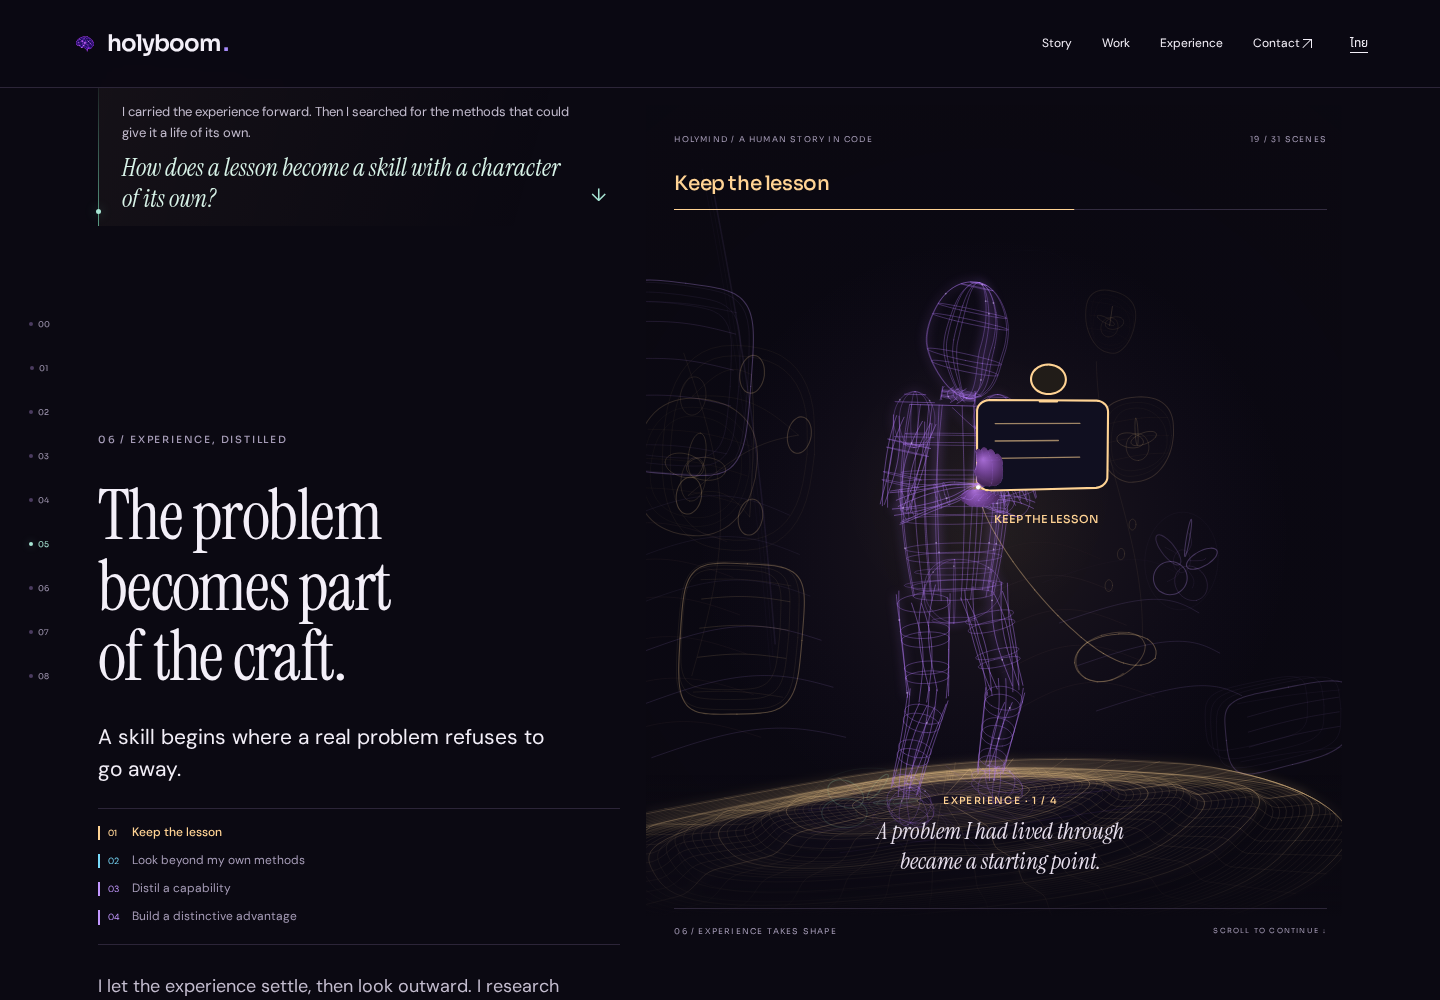 holyboom.
Story
Work
Experience
Contact
ไทย
I carried the experience forward. Then I searched for the methods that could
give it a life of its own.
How does a lesson become a skill with a character
of its own?
00
01
02
03
04
05
06
07
08
06 / EXPERIENCE, DISTILLED
The problem
becomes part
of the craft.
A skill begins where a real problem refuses to
go away.
01 Keep the lesson
02 Look beyond my own methods
03 Distil a capability
04 Build a distinctive advantage
I let the experience settle, then look outward. I research
HOLYMIND / A HUMAN STORY IN CODE
19 / 31 SCENES
Keep the lesson
KEEP THE LESSON
EXPERIENCE · 1 / 4
A problem I had lived through
became a starting point.
06 / EXPERIENCE TAKES SHAPE
SCROLL TO CONTINUE ↓